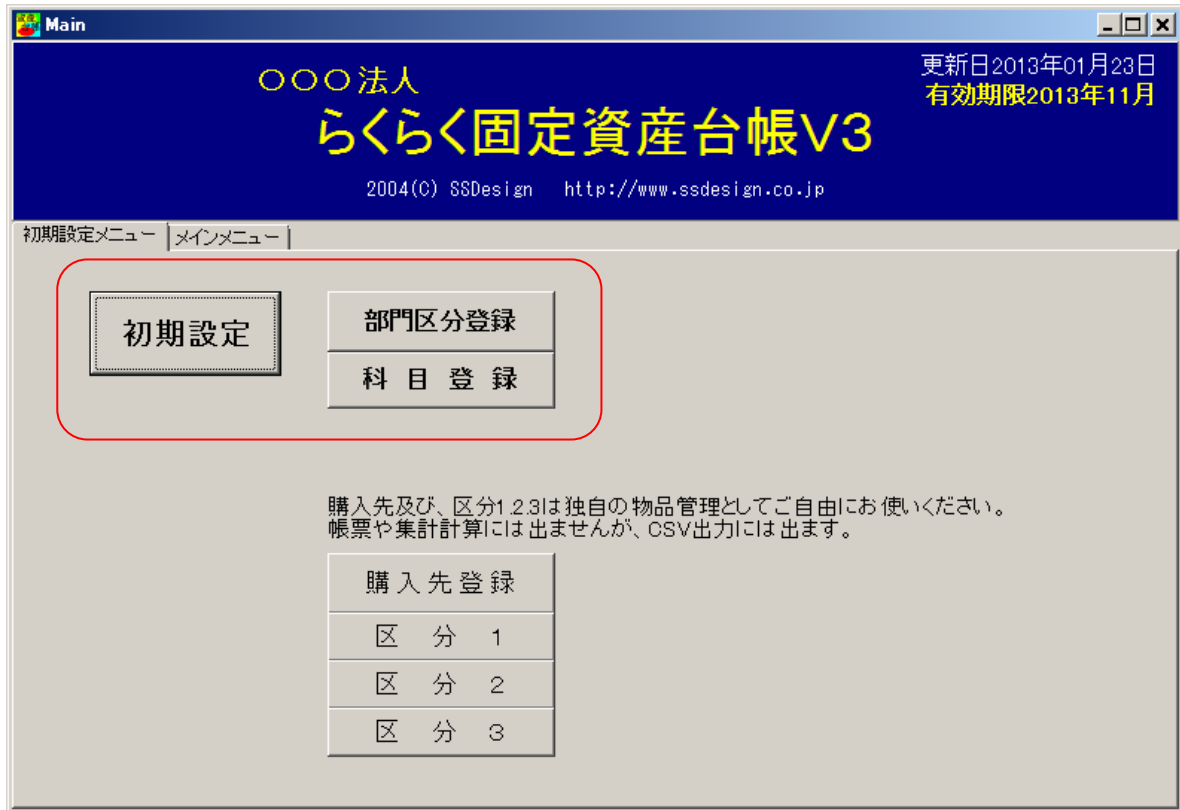 Main
更新日2013年01月23日
有効期限2013年11月
○○○法人
らくらく固定資産台帳V3
2004(C) SSDesign http://www.ssdesign.co.jp
初期設定メニュー メインメニュー
初期設定
部門区分登録
科目登録
購入先及び、区分1.2.3は独自の物品管理としてご自由にお使いください。
帳票や集計計算には出ませんが、CSV出力には出ます。
購入先登録
区分1
区分2
区分3